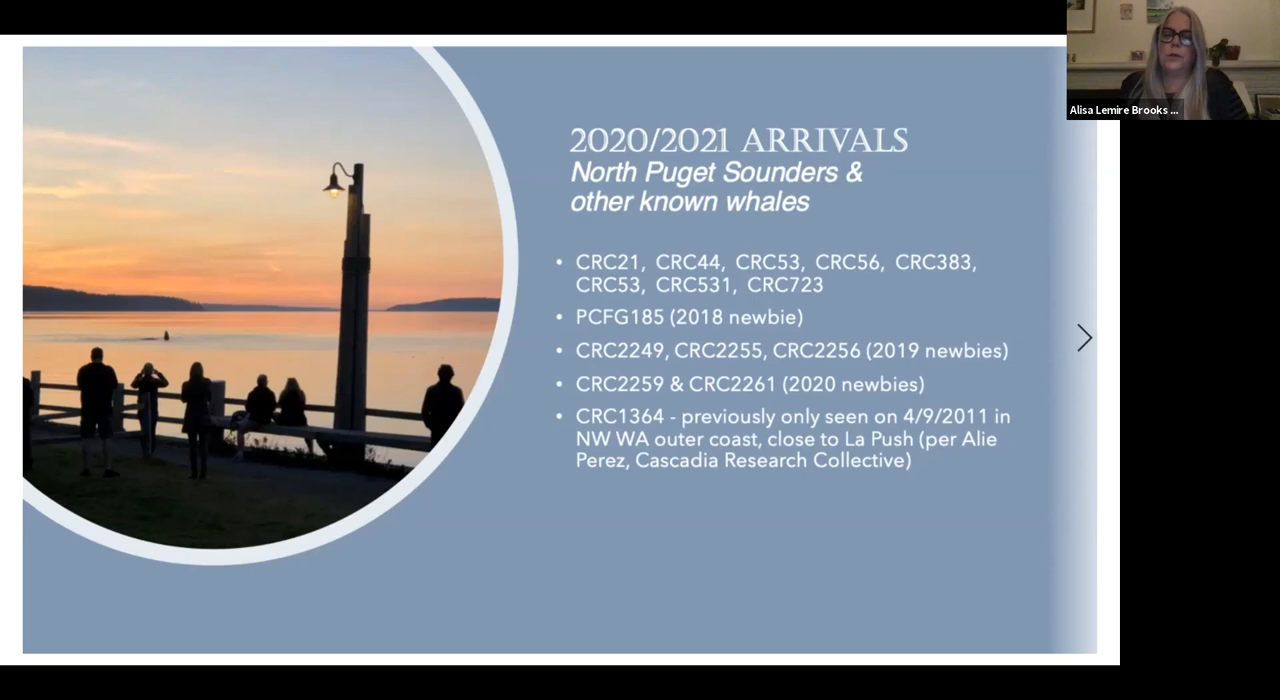 Alisa Lemire Brooks ...
2020/2021 ARRIVALS
North Puget Sounders &
other known whales
• CRC21, CRC44, CRC53, CRC56, CRC383,
CRC53, CRC531, CRC723
• PCFG185 (2018 newbie)
• CRC2249, CRC2255, CRC2256 (2019 newbies)
• CRC2259 & CRC2261 (2020 newbies)
• CRC1364 - previously only seen on 4/9/2011 in
NW WA outer coast, close to La Push (per Alie
Perez, Cascadia Research Collective)